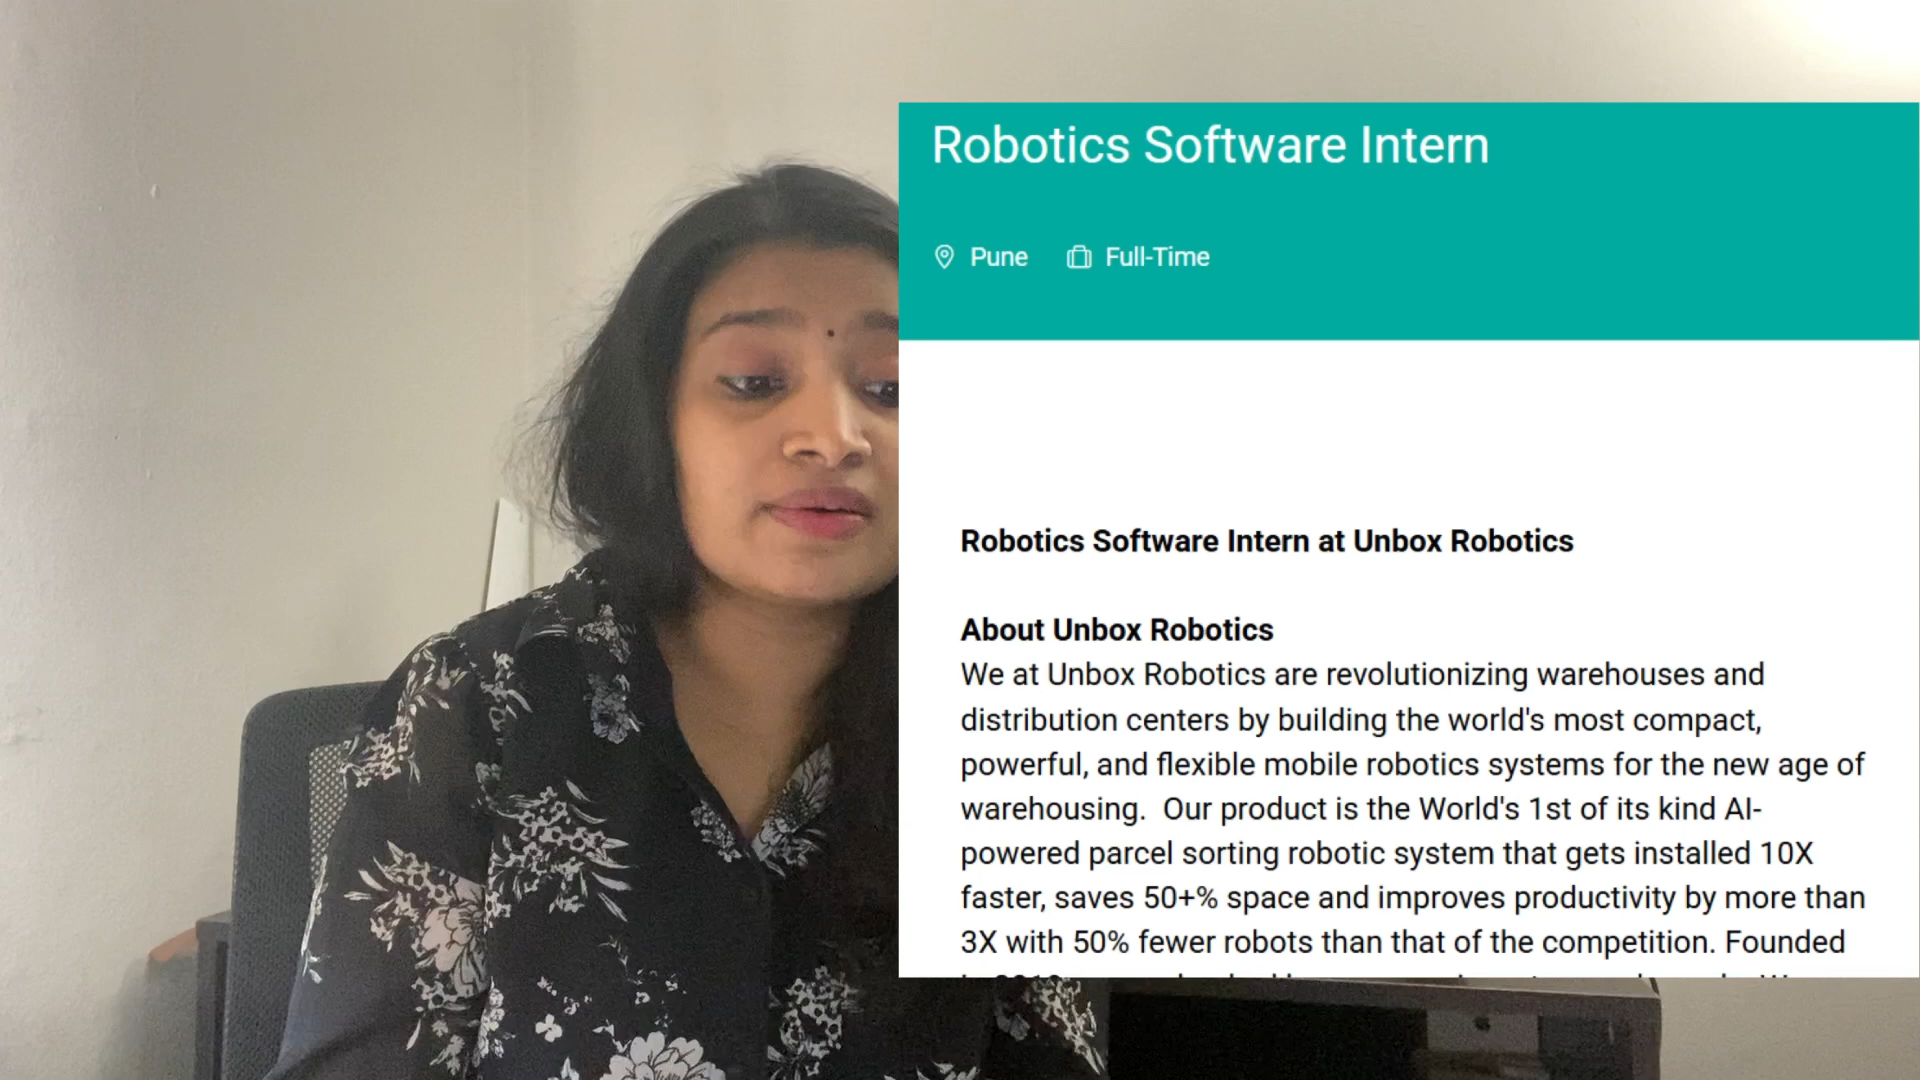 Robotics Software Intern
Pune Full-Time
Robotics Software Intern at Unbox Robotics
About Unbox Robotics
We at Unbox Robotics are revolutionizing warehouses and
distribution centers by building the world's most compact,
powerful, and flexible mobile robotics systems for the new age of
warehousing.  Our product is the World's 1st of its kind AI-
powered parcel sorting robotic system that gets installed 10X
faster, saves 50+% space and improves productivity by more than
3X with 50% fewer robots than that of the competition. Founded